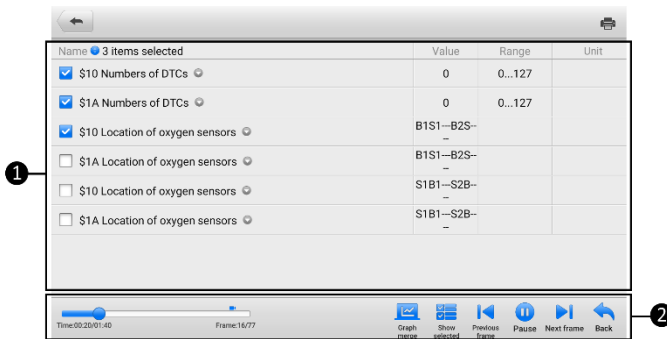 Name 3 items selected Value Range Unit
$10 Numbers of DTCs 0 0...127
$1A Numbers of DTCs 0 0...127
$10 Location of oxygen sensors B1S1---B2S--
--
$1A Location of oxygen sensors B1S1---B2S--
--
$10 Location of oxygen sensors S1B1---S2B--
--
$1A Location of oxygen sensors S1B1---S2B--
--
1
2
Time:00:20/01:40 Frame:16/77
Graph merge Show selected Previous frame Pause Next frame Back